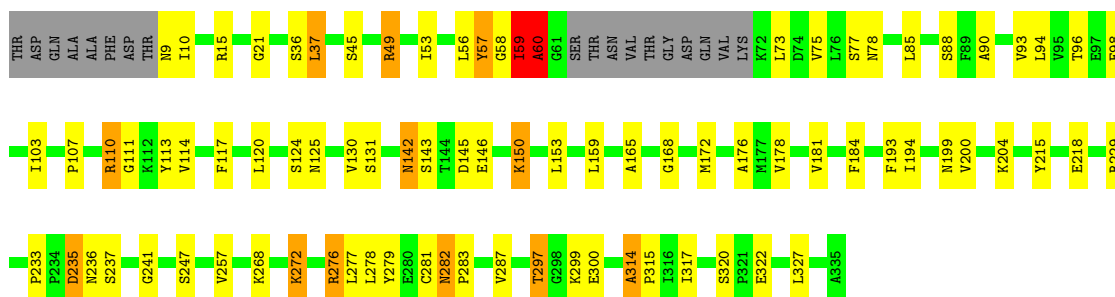 THR ASP GLN ALA ALA PHE ASP THR N9 I10 R15 G21 S36 L37 S45 R49 I53 L56 Y57 G58 I59 A60 G61 SER THR ASN VAL THR GLY ASP GLN VAL LYS K72 L73 D74 V75 L76 S77 N78 L85 S88 F89 A90 V93 L94 V95 T96 E97
I103 P107 R110 G111 K112 Y113 V114 F117 L120 S124 N125 V130 S131 N142 S143 T144 D145 E146 K150 L153 L159 A165 G168 M172 A176 M177 V178 V181 F184 F193 I194 N199 V200 K204 Y215 E218
P233 P234 D235 N236 S237 G241 S247 V257 K268 K272 R276 L277 L278 Y279 E280 C281 N282 P283 V287 T297 G298 K299 E300 A314 P315 I316 I317 S320 P321 E322 L327 A335